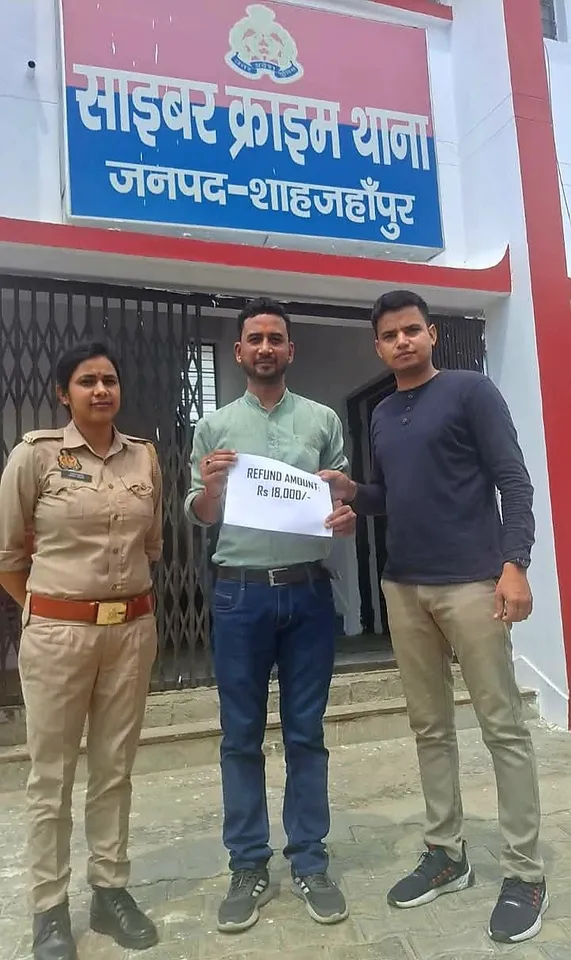 साइबर क्राइम थाना
जनपद-शाहजहाँपुर
REFUND AMOUNT:
Rs 18,000/-